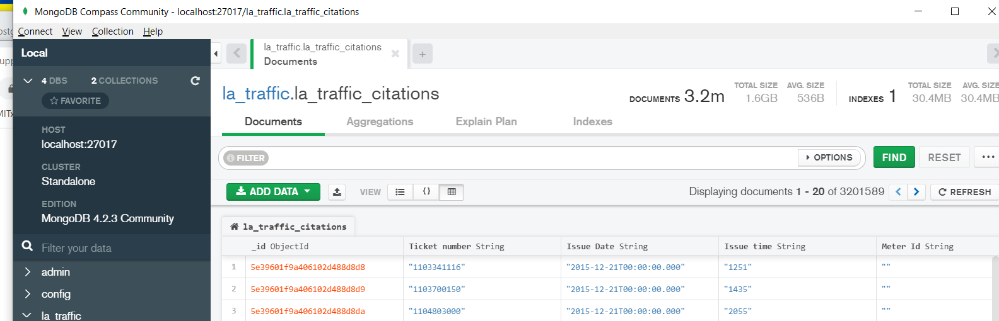 MongoDB Compass Community - localhost:27017/la_traffic.la_traffic_citations
Connect View Collection Help
Local
4 DBS 2 COLLECTIONS
FAVORITE
HOST
localhost:27017
CLUSTER
Standalone
EDITION
MongoDB 4.2.3 Community
Filter your data
admin
config
la_traffic
la_traffic.la_traffic_citations
Documents
la_traffic.la_traffic_citations
DOCUMENTS 3.2m
TOTAL SIZE AVG. SIZE
1.6GB 536B
INDEXES 1
TOTAL SIZE AVG. SIZE
30.4MB 30.4MB
Documents Aggregations Explain Plan Indexes
FILTER
OPTIONS FIND RESET ...
ADD DATA VIEW {} Displaying documents 1 - 20 of 3201589 REFRESH
la_traffic_citations
_id ObjectId Ticket number String Issue Date String Issue time String Meter Id String
1 5e39601f9a406102d488d8d8 "1103341116" "2015-12-21T00:00:00.000" "1251" ""
2 5e39601f9a406102d488d8d9 "1103700150" "2015-12-21T00:00:00.000" "1435" ""
3 5e39601f9a406102d488d8da "1104803000" "2015-12-21T00:00:00.000" "2055" ""